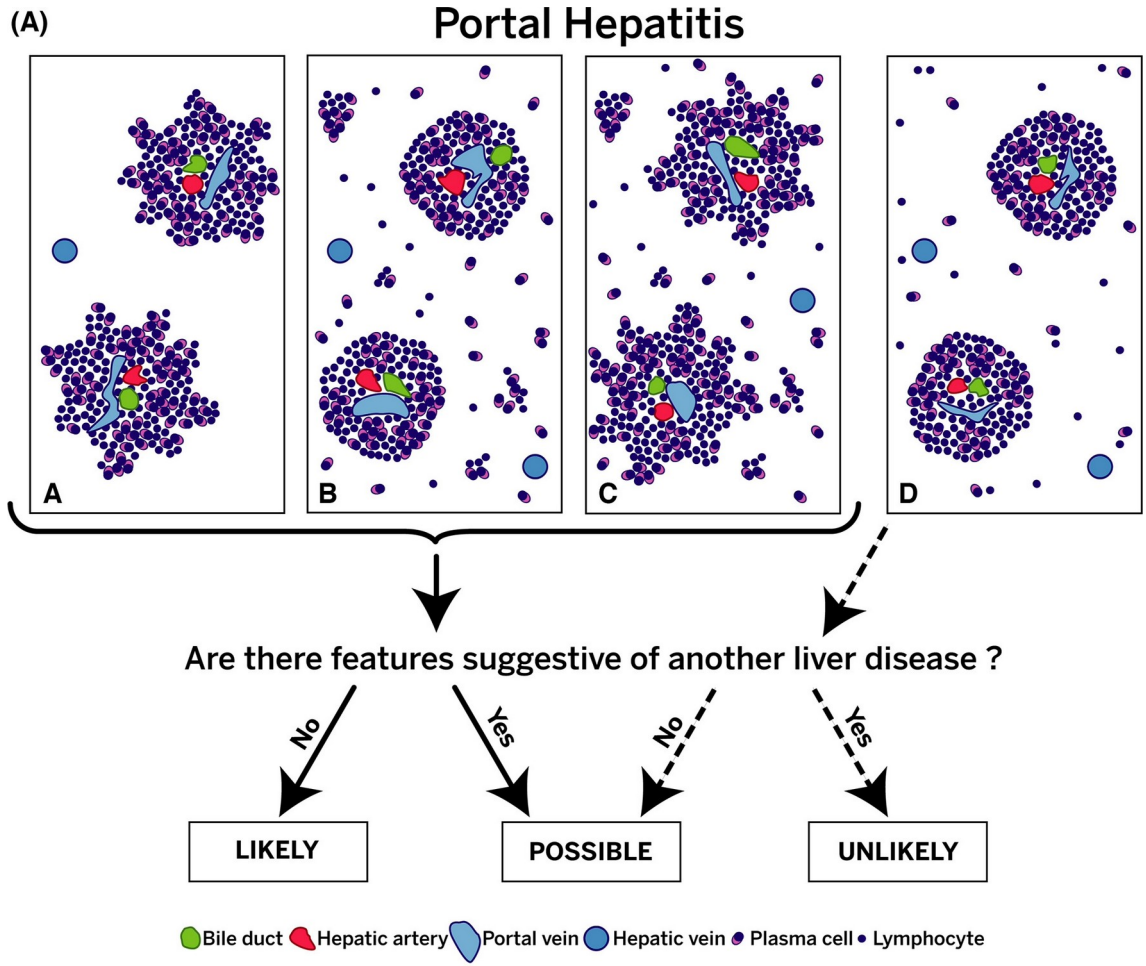 (A)
Portal Hepatitis
A
B
C
D
Are there features suggestive of another liver disease ?
No
Yes
No
Yes
LIKELY
POSSIBLE
UNLIKELY
Bile duct Hepatic artery Portal vein Hepatic vein Plasma cell Lymphocyte